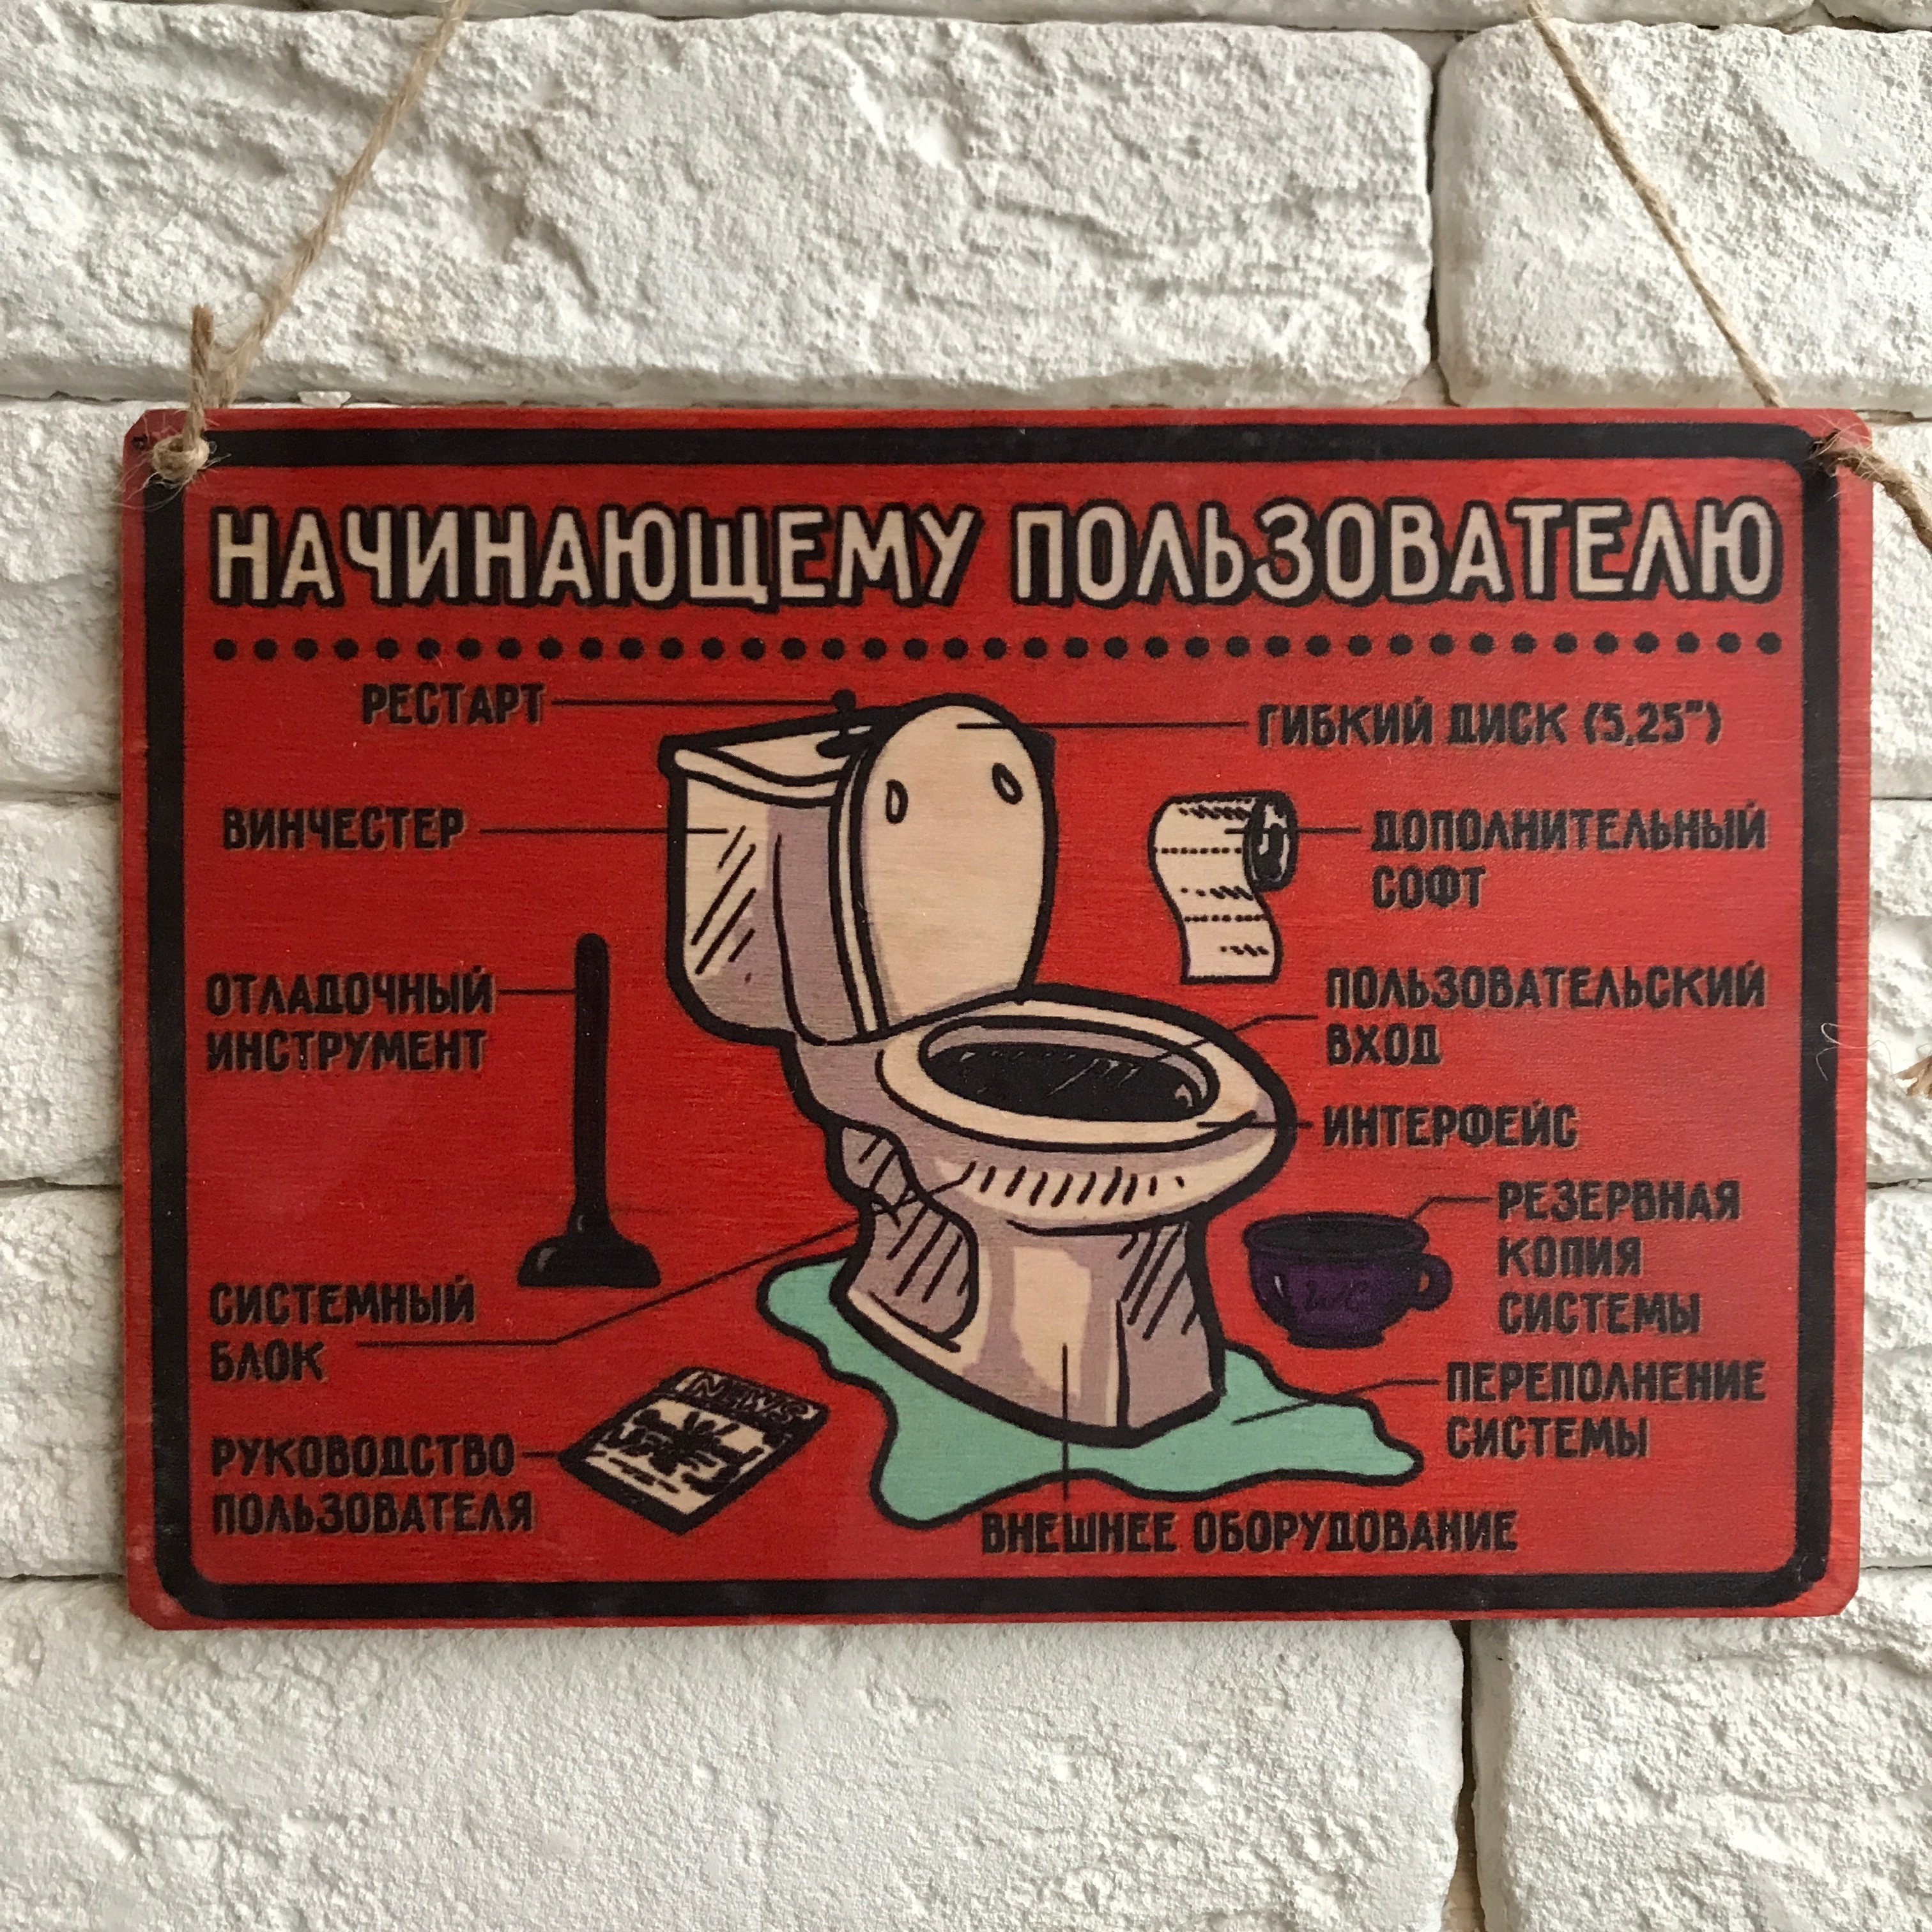 НАЧИНАЮЩЕМУ ПОЛЬЗОВАТЕЛЮ
РЕСТАРТ
ГИБКИЙ ДИСК (5,25")
ВИНЧЕСТЕР
ДОПОЛНИТЕЛЬНЫЙ
СОФТ
ОТЛАДОЧНЫЙ
ИНСТРУМЕНТ
ПОЛЬЗОВАТЕЛЬСКИЙ
ВХОД
ИНТЕРФЕЙС
РЕЗЕРВНАЯ
КОПИЯ
СИСТЕМЫ
WC
СИСТЕМНЫЙ
БЛОК
ПЕРЕПОЛНЕНИЕ
СИСТЕМЫ
NEWS
РУКОВОДСТВО
ПОЛЬЗОВАТЕЛЯ
ВНЕШНЕЕ ОБОРУДОВАНИЕ